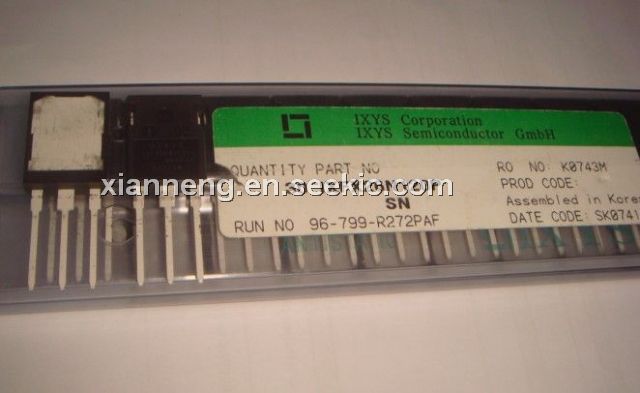 IXYS Corporation
IXYS Semiconductor GmbH
QUANTITY PART NO
RO NO: K0743M
PROD CODE:
xianneng.en.seekic.com
SN
Assembled in Korea
RUN NO 96-799-R272PAF
DATE CODE: SK0741